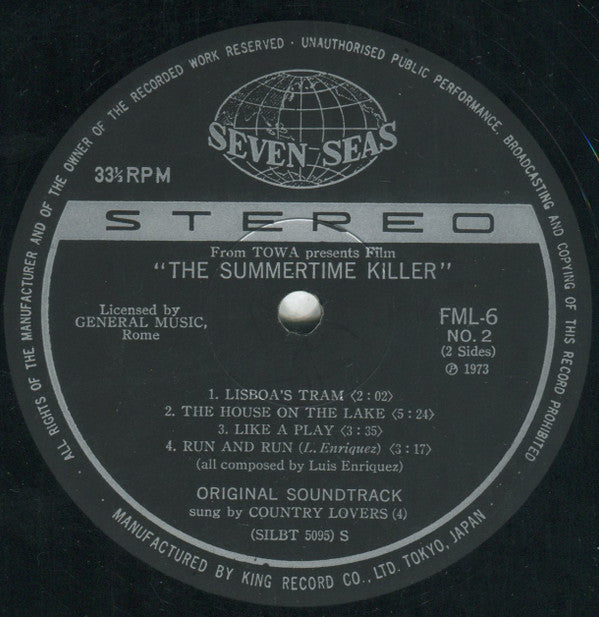 ALL RIGHTS OF THE MANUFACTURER AND OF THE OWNER OF THE RECORDED WORK RESERVED · UNAUTHORISED PUBLIC PERFORMANCE, BROADCASTING AND COPYING OF THIS RECORD PROHIBITED ·
SEVEN-SEAS
33⅓ RPM
STEREO
From TOWA presents Film
"THE SUMMERTIME KILLER"
Licensed by
GENERAL MUSIC,
Rome
FML-6
NO. 2
(2 Sides)
Ⓟ 1973
1. LISBOA'S TRAM 〈2:02〉
2. THE HOUSE ON THE LAKE 〈5:24〉
3. LIKE A PLAY 〈3:35〉
4. RUN AND RUN (L. Enriquez) 〈3:17〉
(all composed by Luis Enriquez)
ORIGINAL SOUNDTRACK
sung by COUNTRY LOVERS (4)
(SILBT 5095) S
MANUFACTURED BY KING RECORD CO., LTD. TOKYO, JAPAN